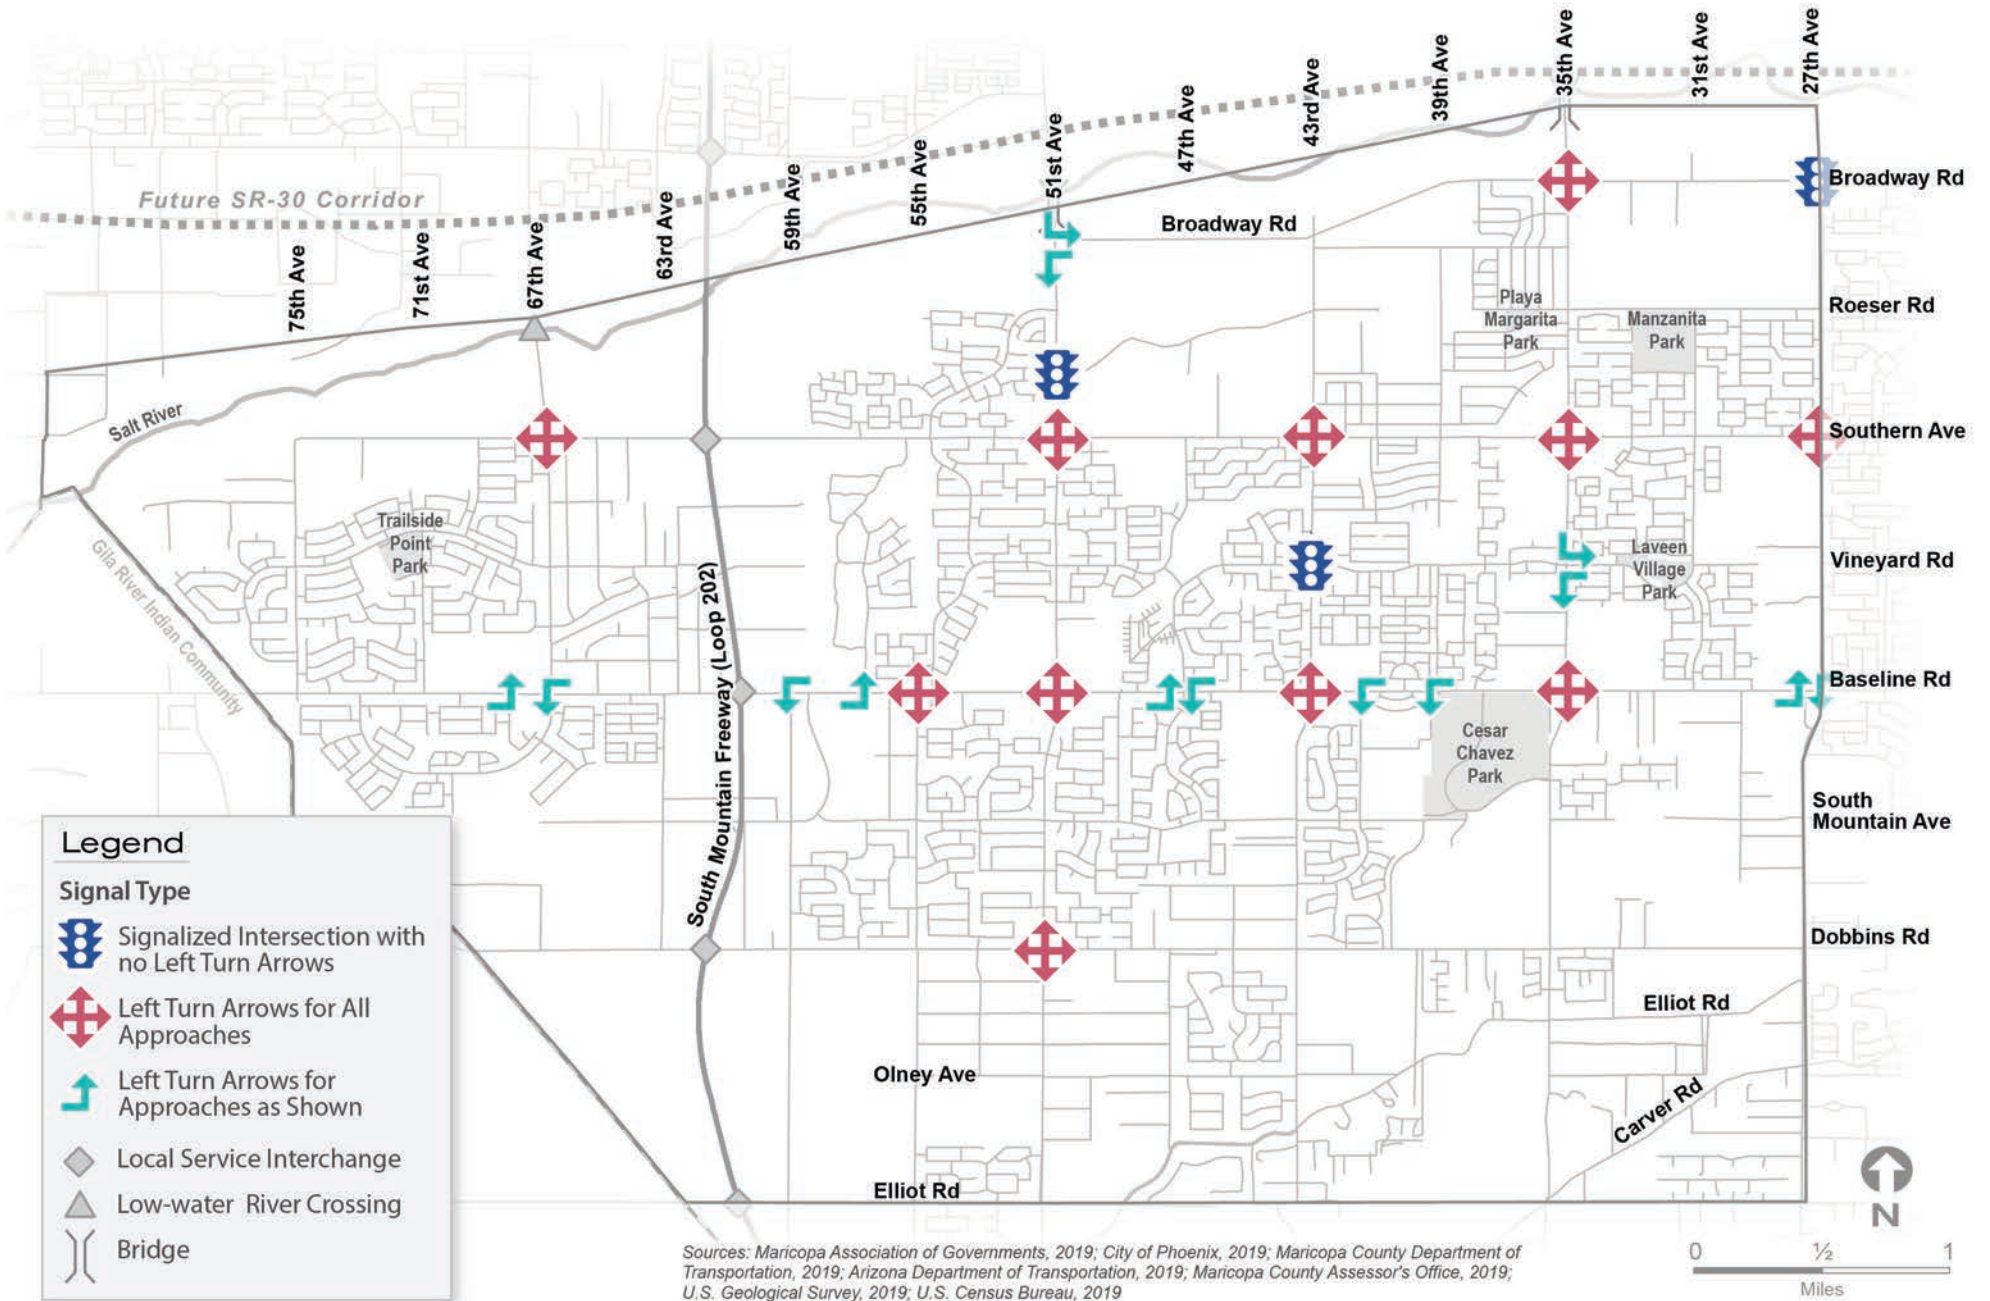 27th Ave
35th Ave
31st Ave
39th Ave
43rd Ave
47th Ave
51st Ave
55th Ave
59th Ave
63rd Ave
67th Ave
71st Ave
75th Ave
Future SR-30 Corridor
Broadway Rd
Broadway Rd
Roeser Rd
Playa
Margarita
Park
Manzanita
Park
Salt River
Southern Ave
Trailside
Point
Park
Laveen
Village
Park
Vineyard Rd
Gila River Indian Community
South Mountain Freeway (Loop 202)
Baseline Rd
Cesar
Chavez
Park
South
Mountain Ave
Dobbins Rd
Elliot Rd
Olney Ave
Carver Rd
Elliot Rd
Legend
Signal Type
Signalized Intersection with
no Left Turn Arrows
Left Turn Arrows for All
Approaches
Left Turn Arrows for
Approaches as Shown
Local Service Interchange
Low-water River Crossing
Bridge
N
0 ½ 1
Miles
Sources: Maricopa Association of Governments, 2019; City of Phoenix, 2019; Maricopa County Department of
Transportation, 2019; Arizona Department of Transportation, 2019; Maricopa County Assessor's Office, 2019;
U.S. Geological Survey, 2019; U.S. Census Bureau, 2019